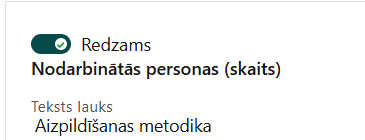 Redzams
Nodarbinātās personas (skaits)
Teksts lauks
Aizpildīšanas metodika